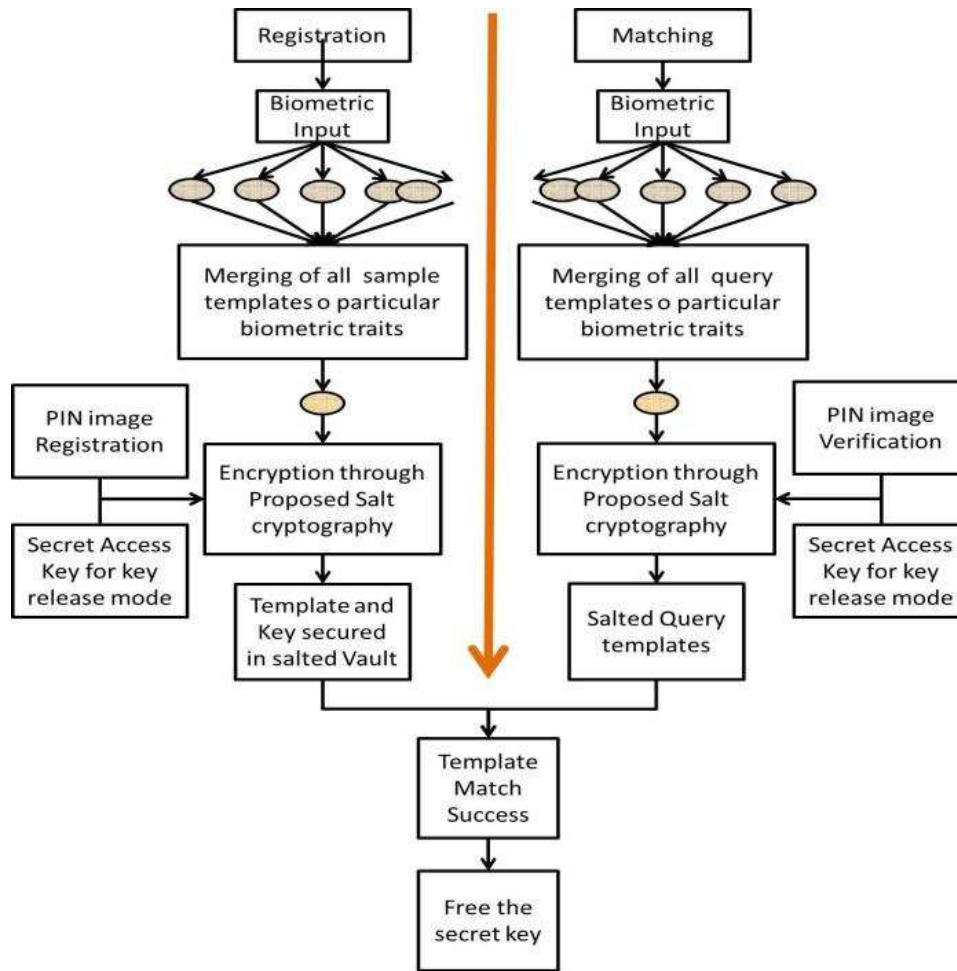 Registration
Biometric
Input
Merging of all sample
templates o particular
biometric traits
PIN image
Registration
Encryption through
Proposed Salt
cryptography
Secret Access
Key for key
release mode
Template and
Key secured
in salted Vault
Matching
Biometric
Input
Merging of all query
templates o particular
biometric traits
PIN image
Verification
Encryption through
Proposed Salt
cryptography
Secret Access
Key for key
release mode
Salted Query
templates
Template
Match
Success
Free the
secret key